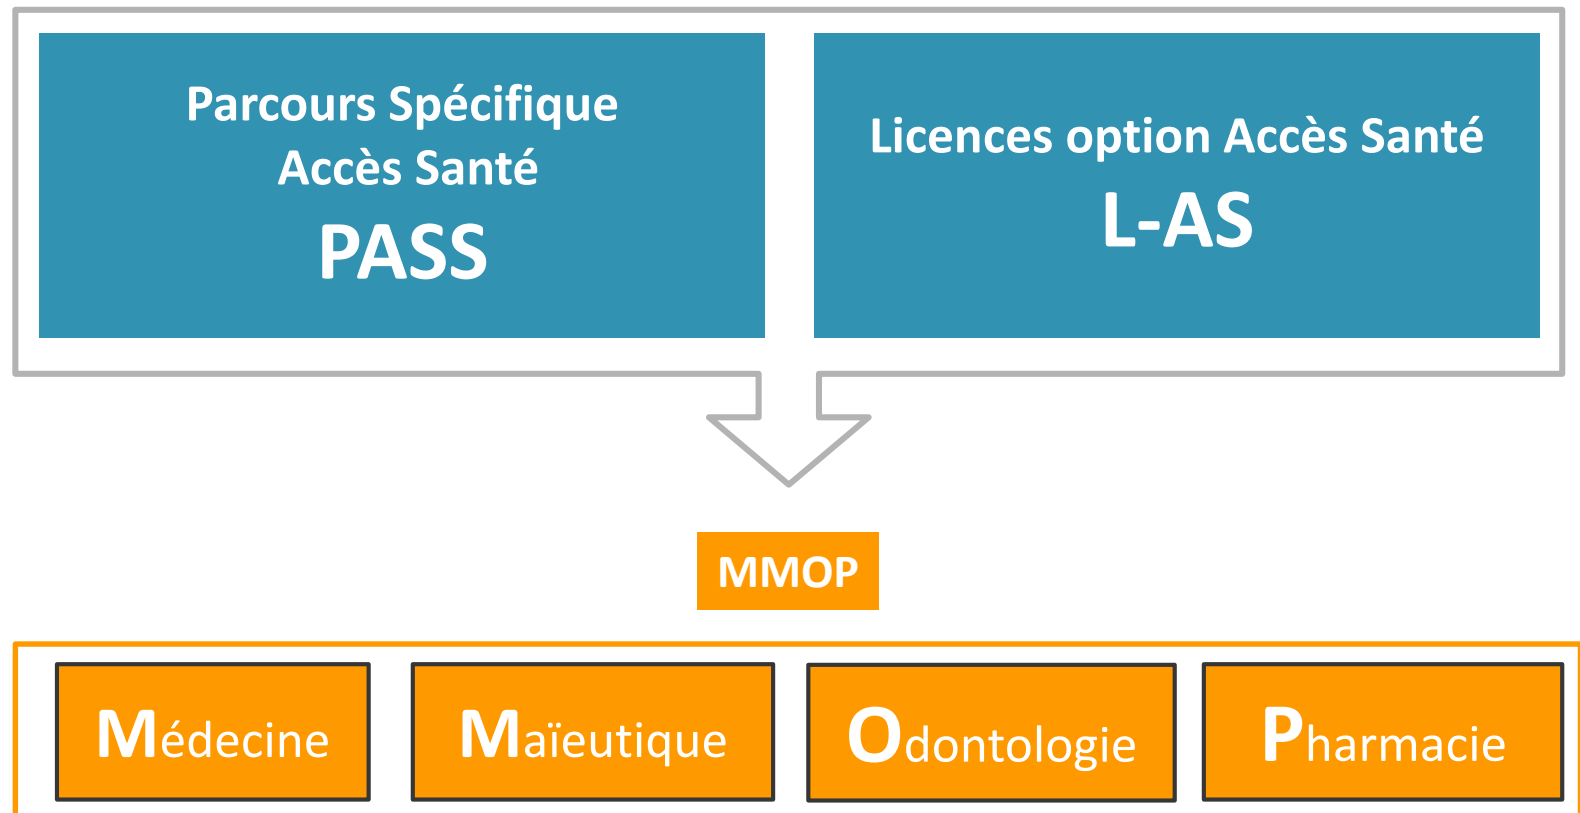 Parcours Spécifique
Accès Santé
PASS
Licences option Accès Santé
L-AS
MMOP
Médecine
Maïeutique
Odontologie
Pharmacie